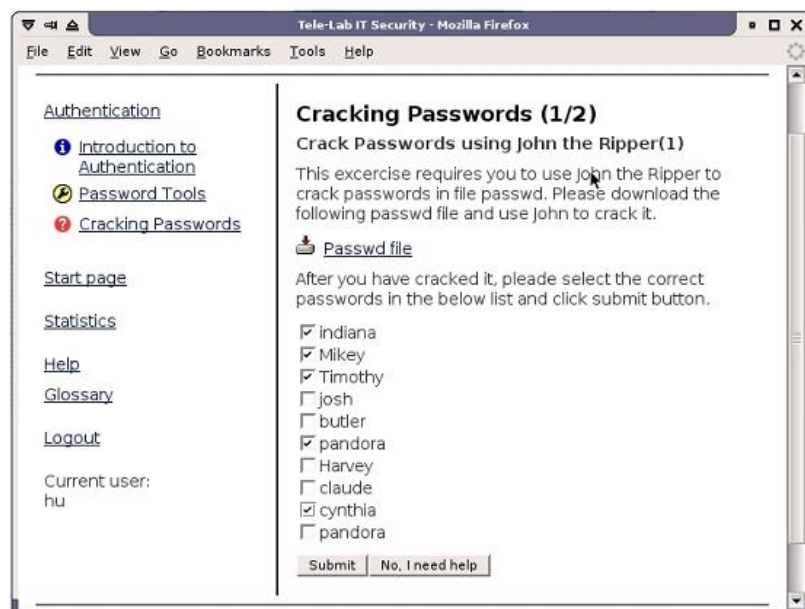 Tele-Lab IT Security - Mozilla Firefox
File Edit View Go Bookmarks Tools Help
Authentication
Introduction to
Authentication
Password Tools
Cracking Passwords
Start page
Statistics
Help
Glossary
Logout
Current user:
hu
Cracking Passwords (1/2)
Crack Passwords using John the Ripper(1)
This excercise requires you to use John the Ripper to
crack passwords in file passwd. Please download the
following passwd file and use John to crack it.
Passwd file
After you have cracked it, pleade select the correct
passwords in the below list and click submit button.
indiana
Mikey
Timothy
josh
butler
pandora
Harvey
claude
cynthia
pandora
Submit No, I need help